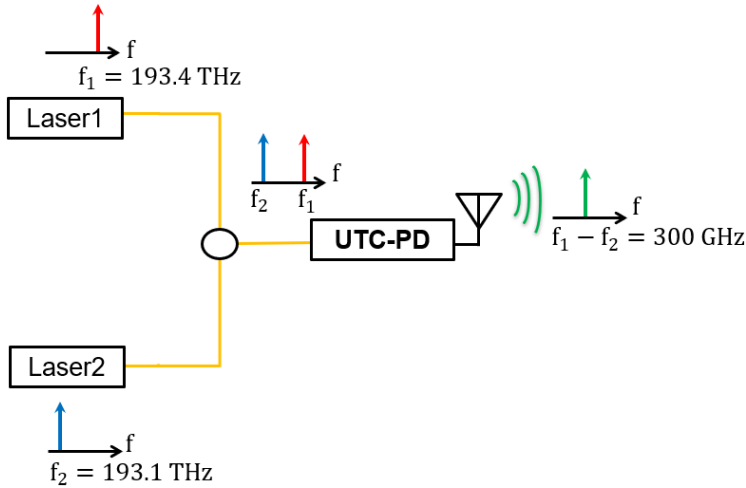 f
f₁ = 193.4 THz
Laser1
f
f₂ f₁
UTC-PD
f
f₁ − f₂ = 300 GHz
Laser2
f
f₂ = 193.1 THz